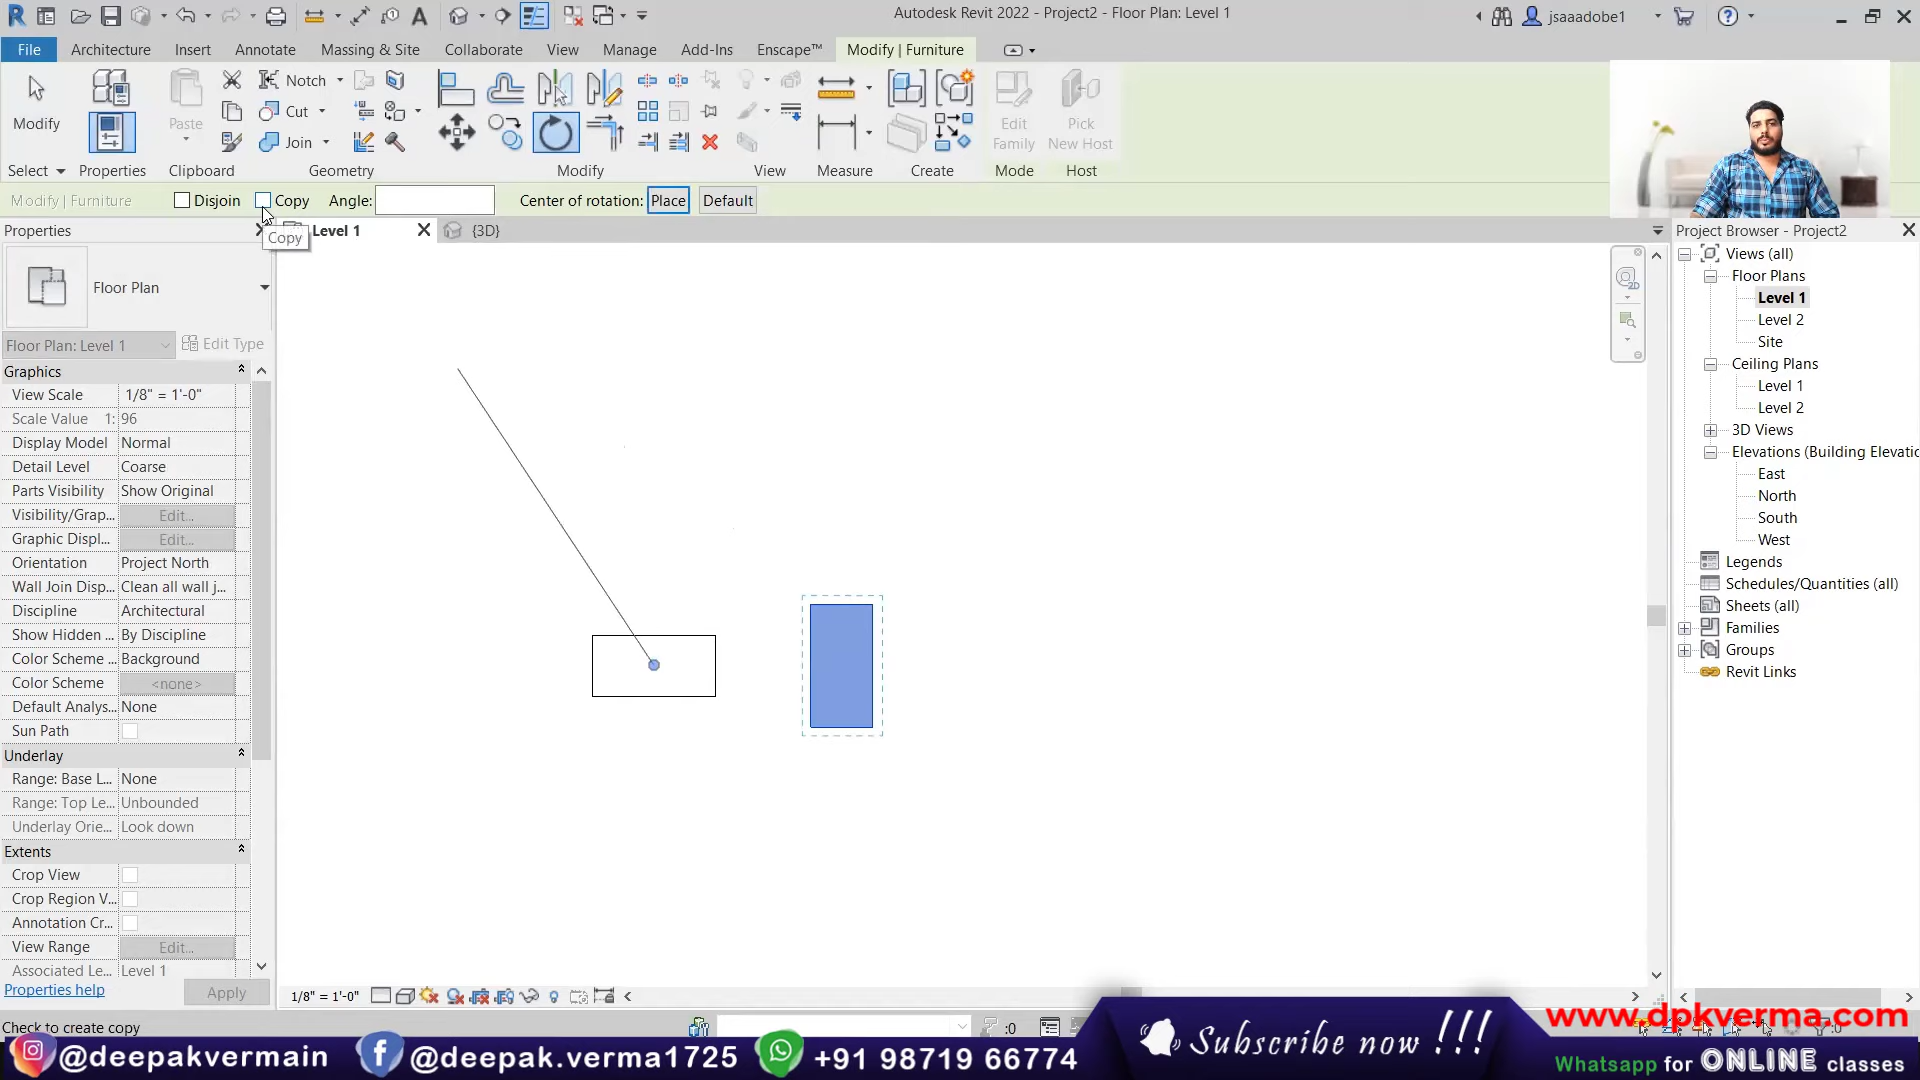 Autodesk Revit 2022 - Project2 - Floor Plan: Level 1
jsaaadobe1
File Architecture Insert Annotate Massing & Site Collaborate View Manage Add-Ins Enscape™ Modify | Furniture
Modify
Paste
Notch
Cut
Join
Edit Family
Pick New Host
Select Properties Clipboard Geometry Modify View Measure Create Mode Host
Modify | Furniture Disjoin Copy Angle: Center of rotation: Place Default
Copy
Properties
Level 1
{3D}
Floor Plan
Floor Plan: Level 1
Edit Type
Graphics
View Scale 1/8" = 1'-0"
Scale Value 1: 96
Display Model Normal
Detail Level Coarse
Parts Visibility Show Original
Visibility/Grap... Edit...
Graphic Displ... Edit...
Orientation Project North
Wall Join Disp... Clean all wall j...
Discipline Architectural
Show Hidden ... By Discipline
Color Scheme ... Background
Color Scheme <none>
Default Analys... None
Sun Path
Underlay
Range: Base L... None
Range: Top Le... Unbounded
Underlay Orie... Look down
Extents
Crop View
Crop Region V...
Annotation Cr...
View Range Edit...
Associated Le... Level 1
Properties help
Apply
2D
Project Browser - Project2
Views (all)
Floor Plans
Level 1
Level 2
Site
Ceiling Plans
Level 1
Level 2
3D Views
Elevations (Building Elevatio
East
North
South
West
Legends
Schedules/Quantities (all)
Sheets (all)
Families
Groups
Revit Links
1/8" = 1'-0"
Check to create copy
:0
:0
@deepakvermain
@deepak.verma1725
+91 98719 66774
Subscribe now !!!
www.dpkverma.com
Whatsapp for ONLINE classes